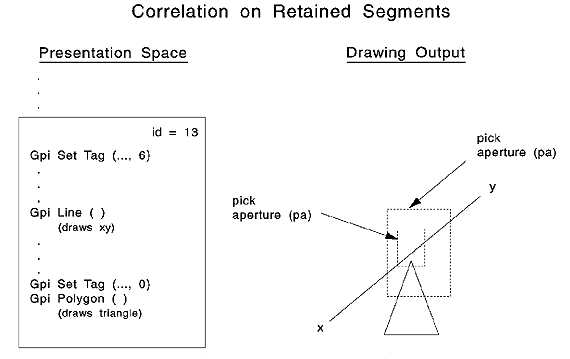 Correlation on Retained Segments
Presentation Space
.
.
.
id = 13
Gpi Set Tag (..., 6}
.
.
.
Gpi Line ( )
(draws xy)
.
.
.
Gpi Set Tag (..., 0}
Gpi Polygon ( )
(draws triangle)
Drawing Output
pick
aperture (pa)
y
pick
aperture (pa)
x